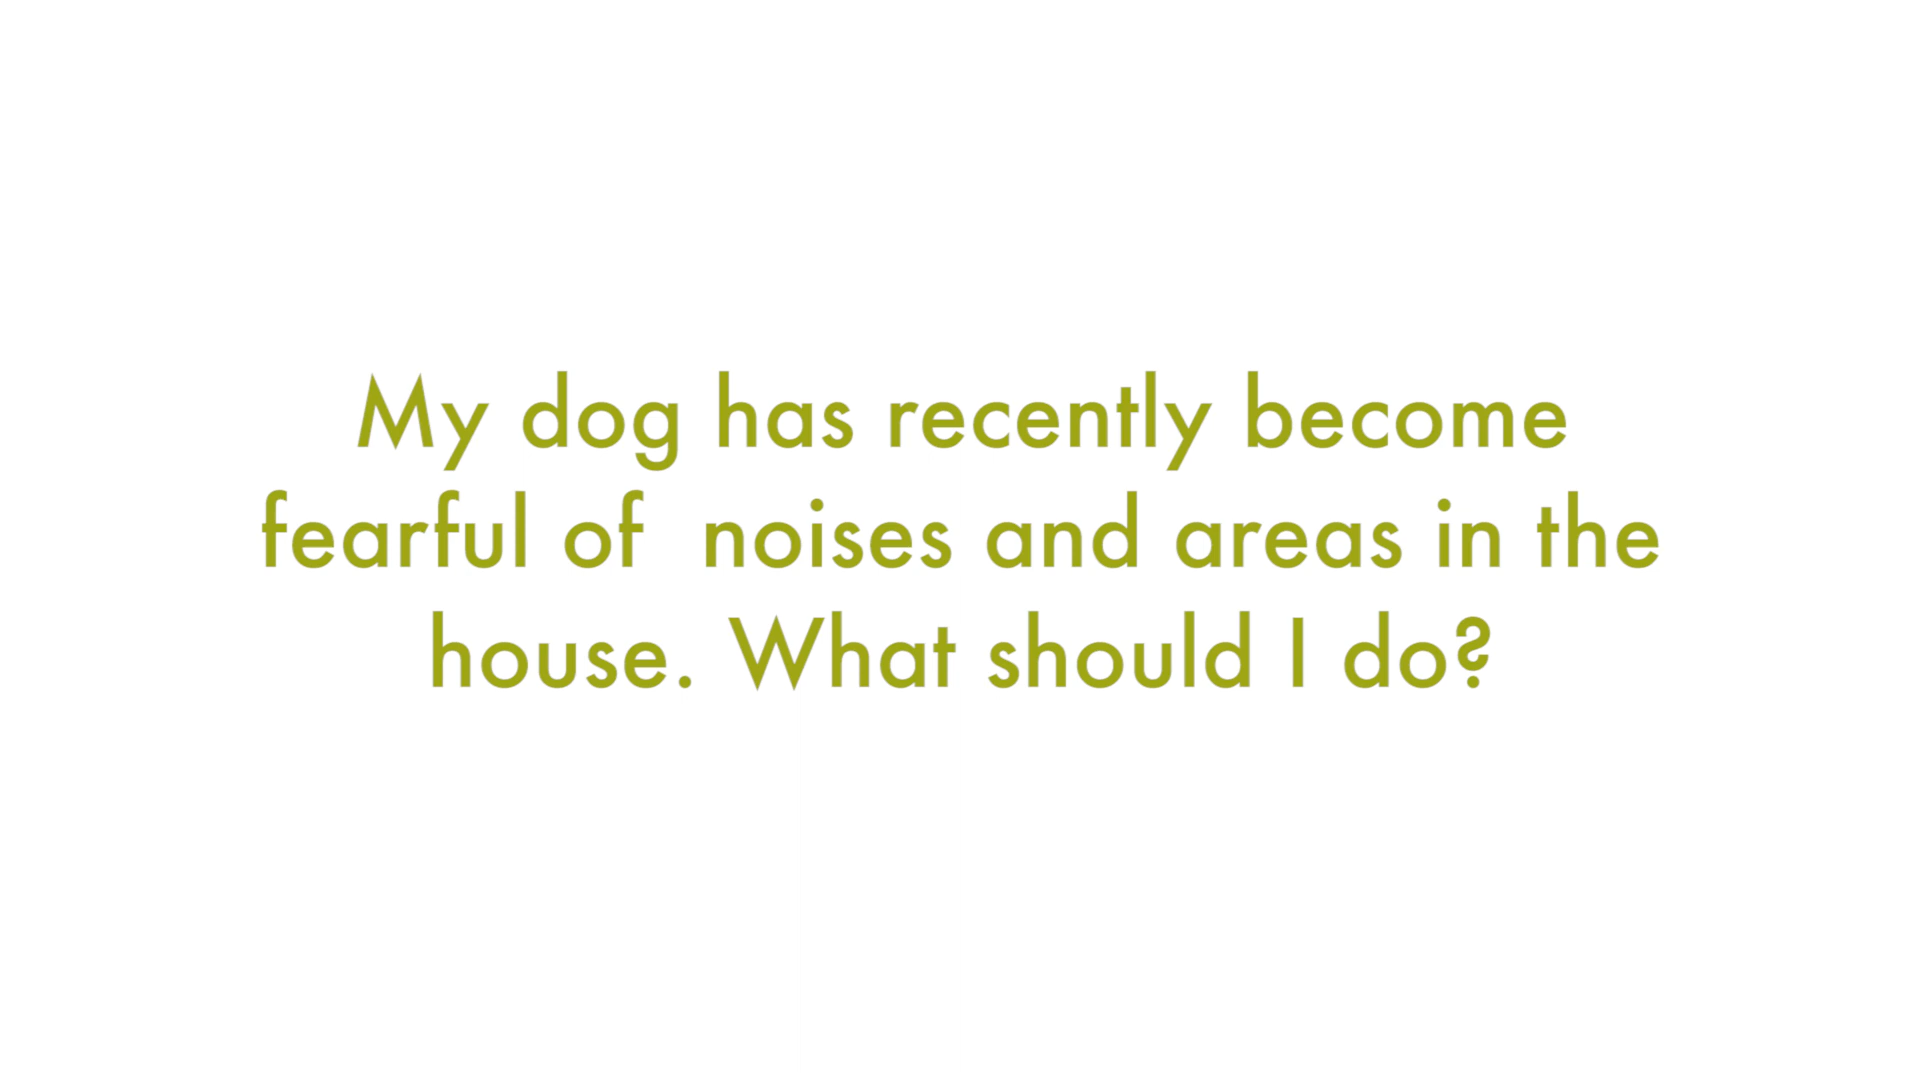 My dog has recently become
fearful of  noises and areas in the
house. What should I do?